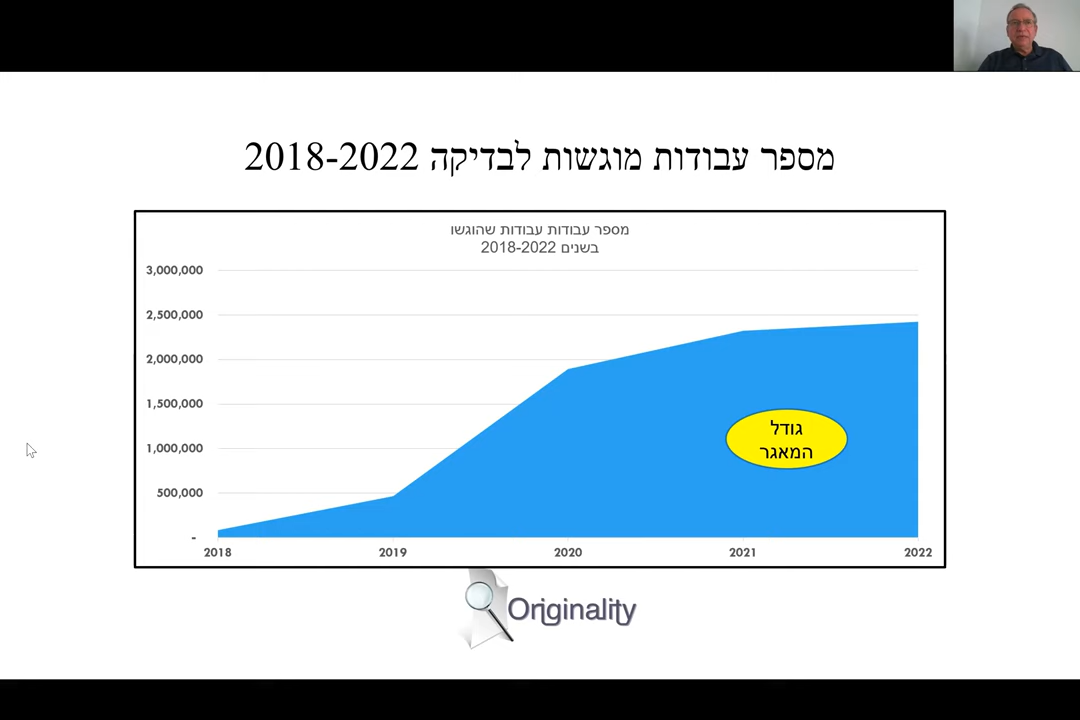 מספר עבודות מוגשות לבדיקה 2018-2022
מספר עבודות עבודות שהוגשו
בשנים 2018-2022
3,000,000
2,500,000
2,000,000
1,500,000
1,000,000
500,000
-
גודל
המאגר
2018 2019 2020 2021 2022
Originality